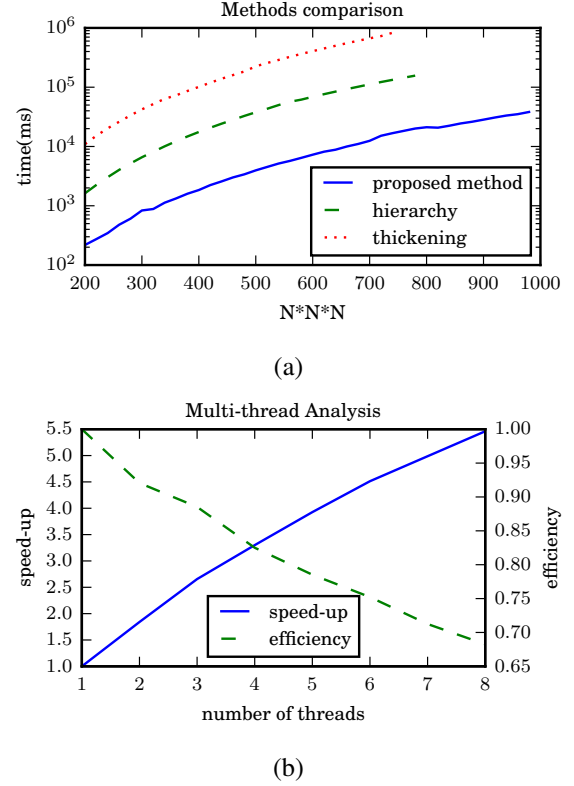 Methods comparison
10^6
10^5
10^4
10^3
10^2
time(ms)
proposed method
hierarchy
thickening
200 300 400 500 600 700 800 900 1000
N*N*N
(a)
Multi-thread Analysis
5.5
5.0
4.5
4.0
3.5
3.0
2.5
2.0
1.5
1.0
speed-up
speed-up
efficiency
1.00
0.95
0.90
0.85
0.80
0.75
0.70
0.65
efficiency
1 2 3 4 5 6 7 8
number of threads
(b)